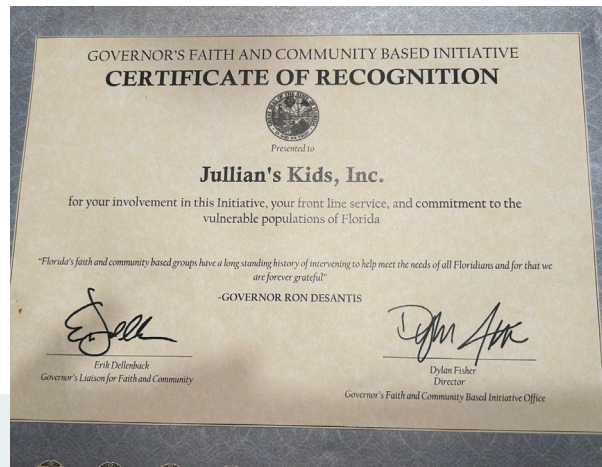 GOVERNOR'S FAITH AND COMMUNITY BASED INITIATIVE
CERTIFICATE OF RECOGNITION
Presented to
Jullian's Kids, Inc.
for your involvement in this Initiative, your front line service, and commitment to the
vulnerable populations of Florida
"Florida's faith and community based groups have a long standing history of intervening to help meet the needs of all Floridians and for that we
are forever grateful"
-GOVERNOR RON DESANTIS
Erik Dellenback
Governor's Liaison for Faith and Community
Dylan Fisher
Director
Governor's Faith and Community Based Initiative Office